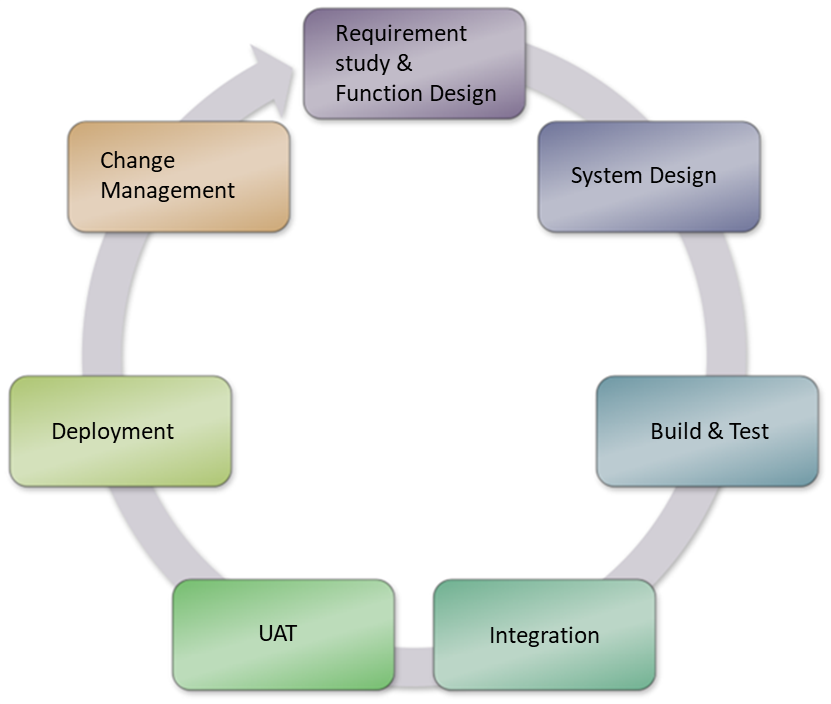 Requirement
study &
Function Design
System Design
Build & Test
Integration
UAT
Deployment
Change
Management